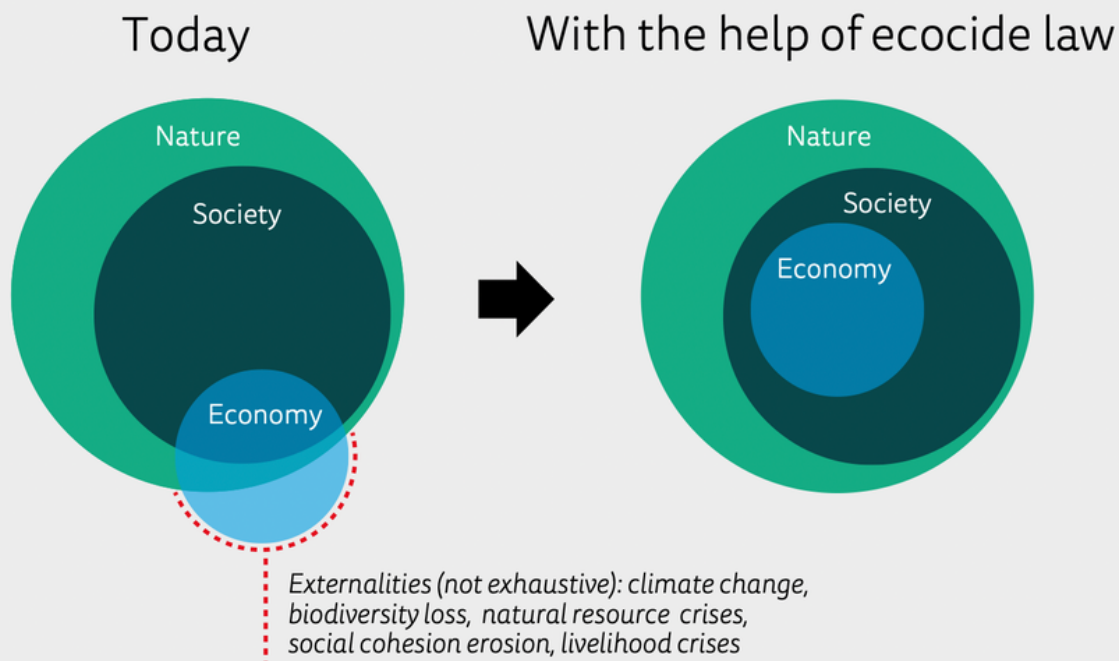 Today
With the help of ecocide law
Nature
Society
Economy
Nature
Society
Economy
Externalities (not exhaustive): climate change,
biodiversity loss, natural resource crises,
social cohesion erosion, livelihood crises